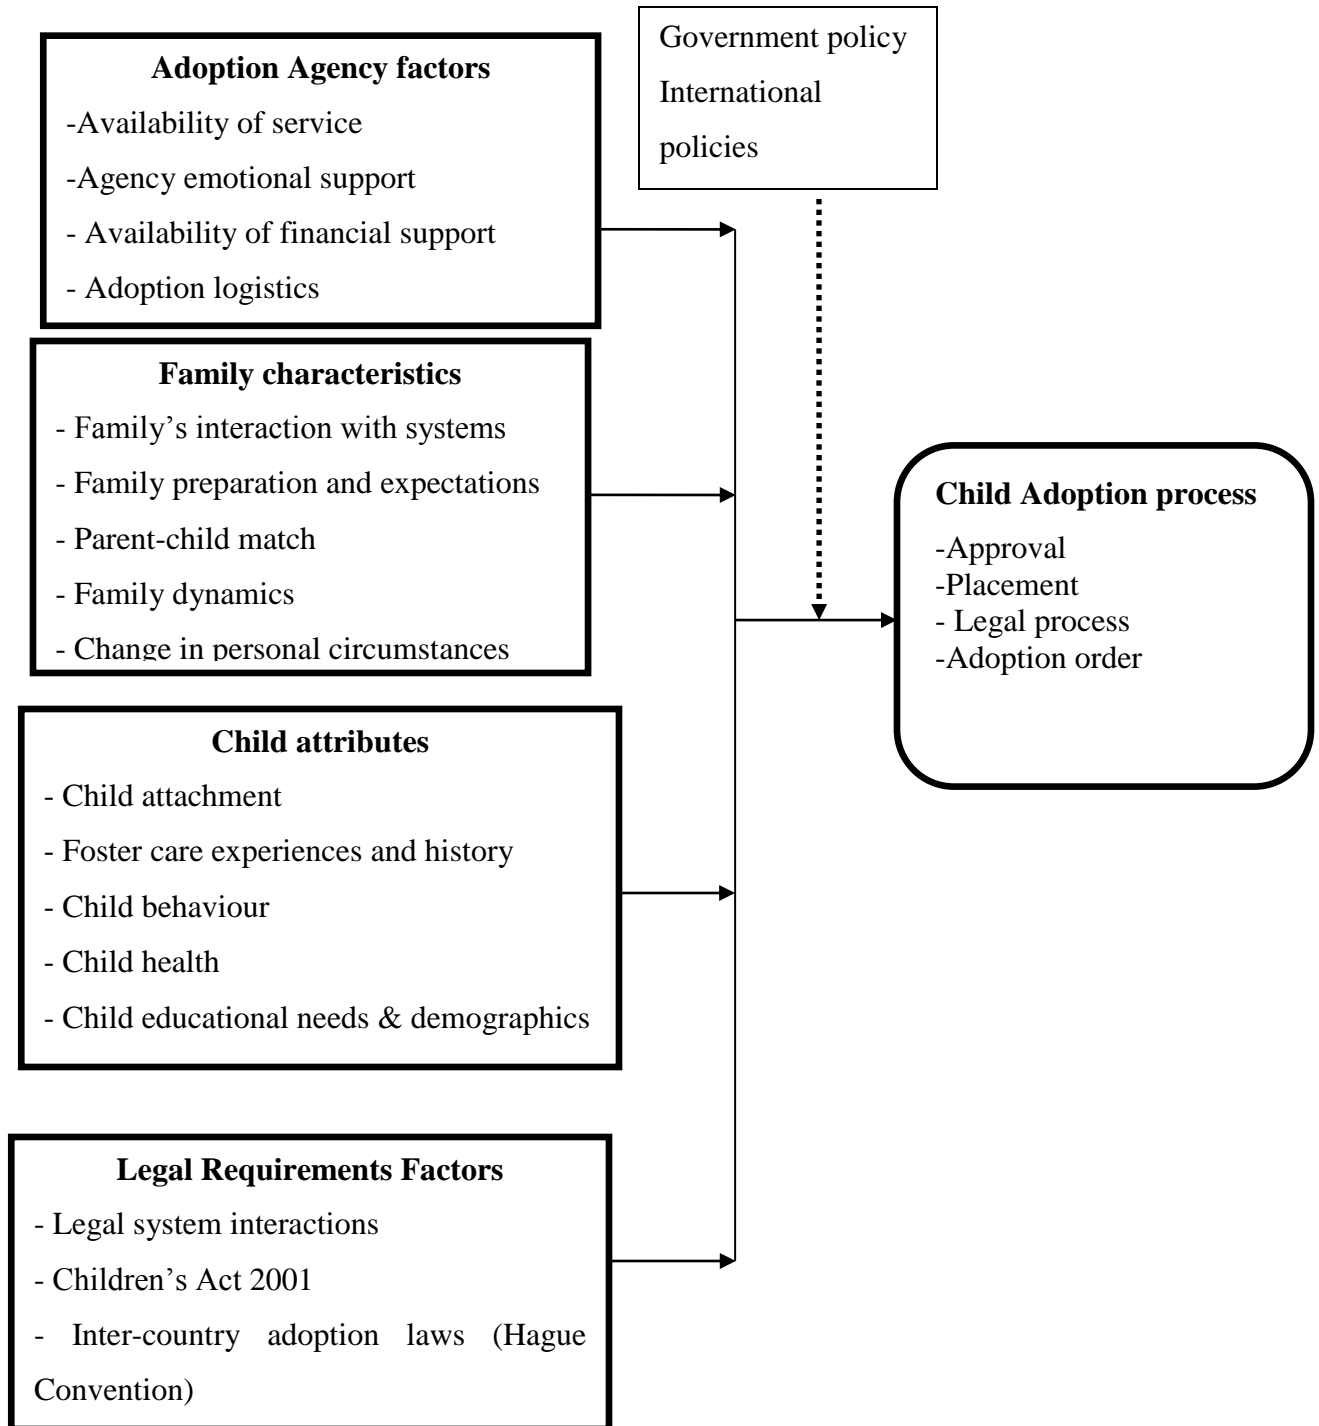 Government policy
International
policies
Adoption Agency factors
-Availability of service
-Agency emotional support
- Availability of financial support
- Adoption logistics
Family characteristics
- Family’s interaction with systems
- Family preparation and expectations
- Parent-child match
- Family dynamics
- Change in personal circumstances
Child Adoption process
-Approval
-Placement
- Legal process
-Adoption order
Child attributes
- Child attachment
- Foster care experiences and history
- Child behaviour
- Child health
- Child educational needs & demographics
Legal Requirements Factors
- Legal system interactions
- Children’s Act 2001
- Inter-country adoption laws (Hague
Convention)